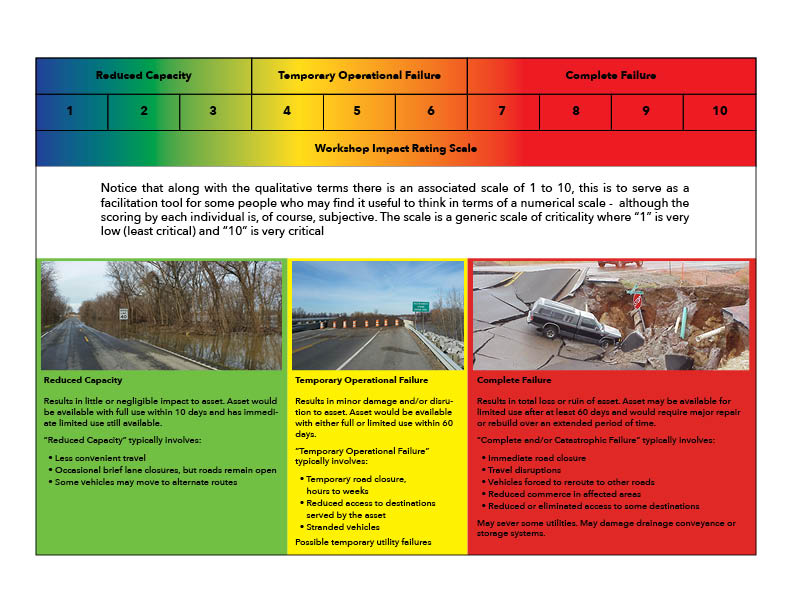 Reduced Capacity
Temporary Operational Failure
Complete Failure
1 2 3 4 5 6 7 8 9 10
Workshop Impact Rating Scale
Notice that along with the qualitative terms there is an associated scale of 1 to 10, this is to serve as a
facilitation tool for some people who may find it useful to think in terms of a numerical scale - although the
scoring by each individual is, of course, subjective. The scale is a generic scale of criticality where “1” is very
low (least critical) and “10” is very critical
Reduced Capacity
Results in little or negligible impact to asset. Asset would
be available with full use within 10 days and has immedi-
ate limited use still available.
“Reduced Capacity” typically involves:
• Less convenient travel
• Occasional brief lane closures, but roads remain open
• Some vehicles may move to alternate routes
Temporary Operational Failure
Results in minor damage and/or disru-
tion to asset. Asset would be available
with either full or limited use within 60
days.
“Temporary Operational Failure”
typically involves:
• Temporary road closure,
hours to weeks
• Reduced access to destinations
served by the asset
• Stranded vehicles
Possible temporary utility failures
Complete Failure
Results in total loss or ruin of asset. Asset may be available for
limited use after at least 60 days and would require major repair
or rebuild over an extended period of time.
“Complete and/or Catastrophic Failure” typically involves:
• Immediate road closure
• Travel disruptions
• Vehicles forced to reroute to other roads
• Reduced commerce in affected areas
• Reduced or eliminated access to some destinations
May sever some utilities. May damage drainage conveyance or
storage systems.